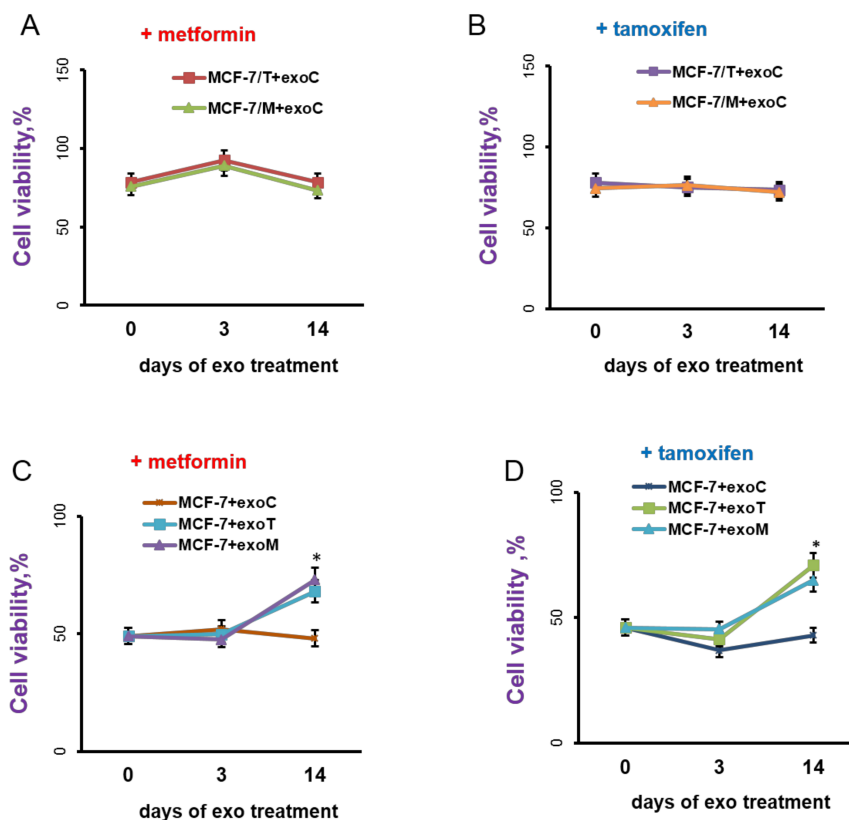 A
+ metformin
150
100
50
0
Cell viability,%
MCF-7/T+exoC
MCF-7/M+exoC
0 3 14
days of exo treatment
B
+ tamoxifen
150
100
50
0
Cell viability,%
MCF-7/T+exoC
MCF-7/M+exoC
0 3 14
days of exo treatment
C
+ metformin
100
50
0
Cell viability,%
MCF-7+exoC
MCF-7+exoT
MCF-7+exoM
*
0 3 14
days of exo treatment
D
+ tamoxifen
100
50
0
Cell viability ,%
MCF-7+exoC
MCF-7+exoT
MCF-7+exoM
*
0 3 14
days of exo treatment